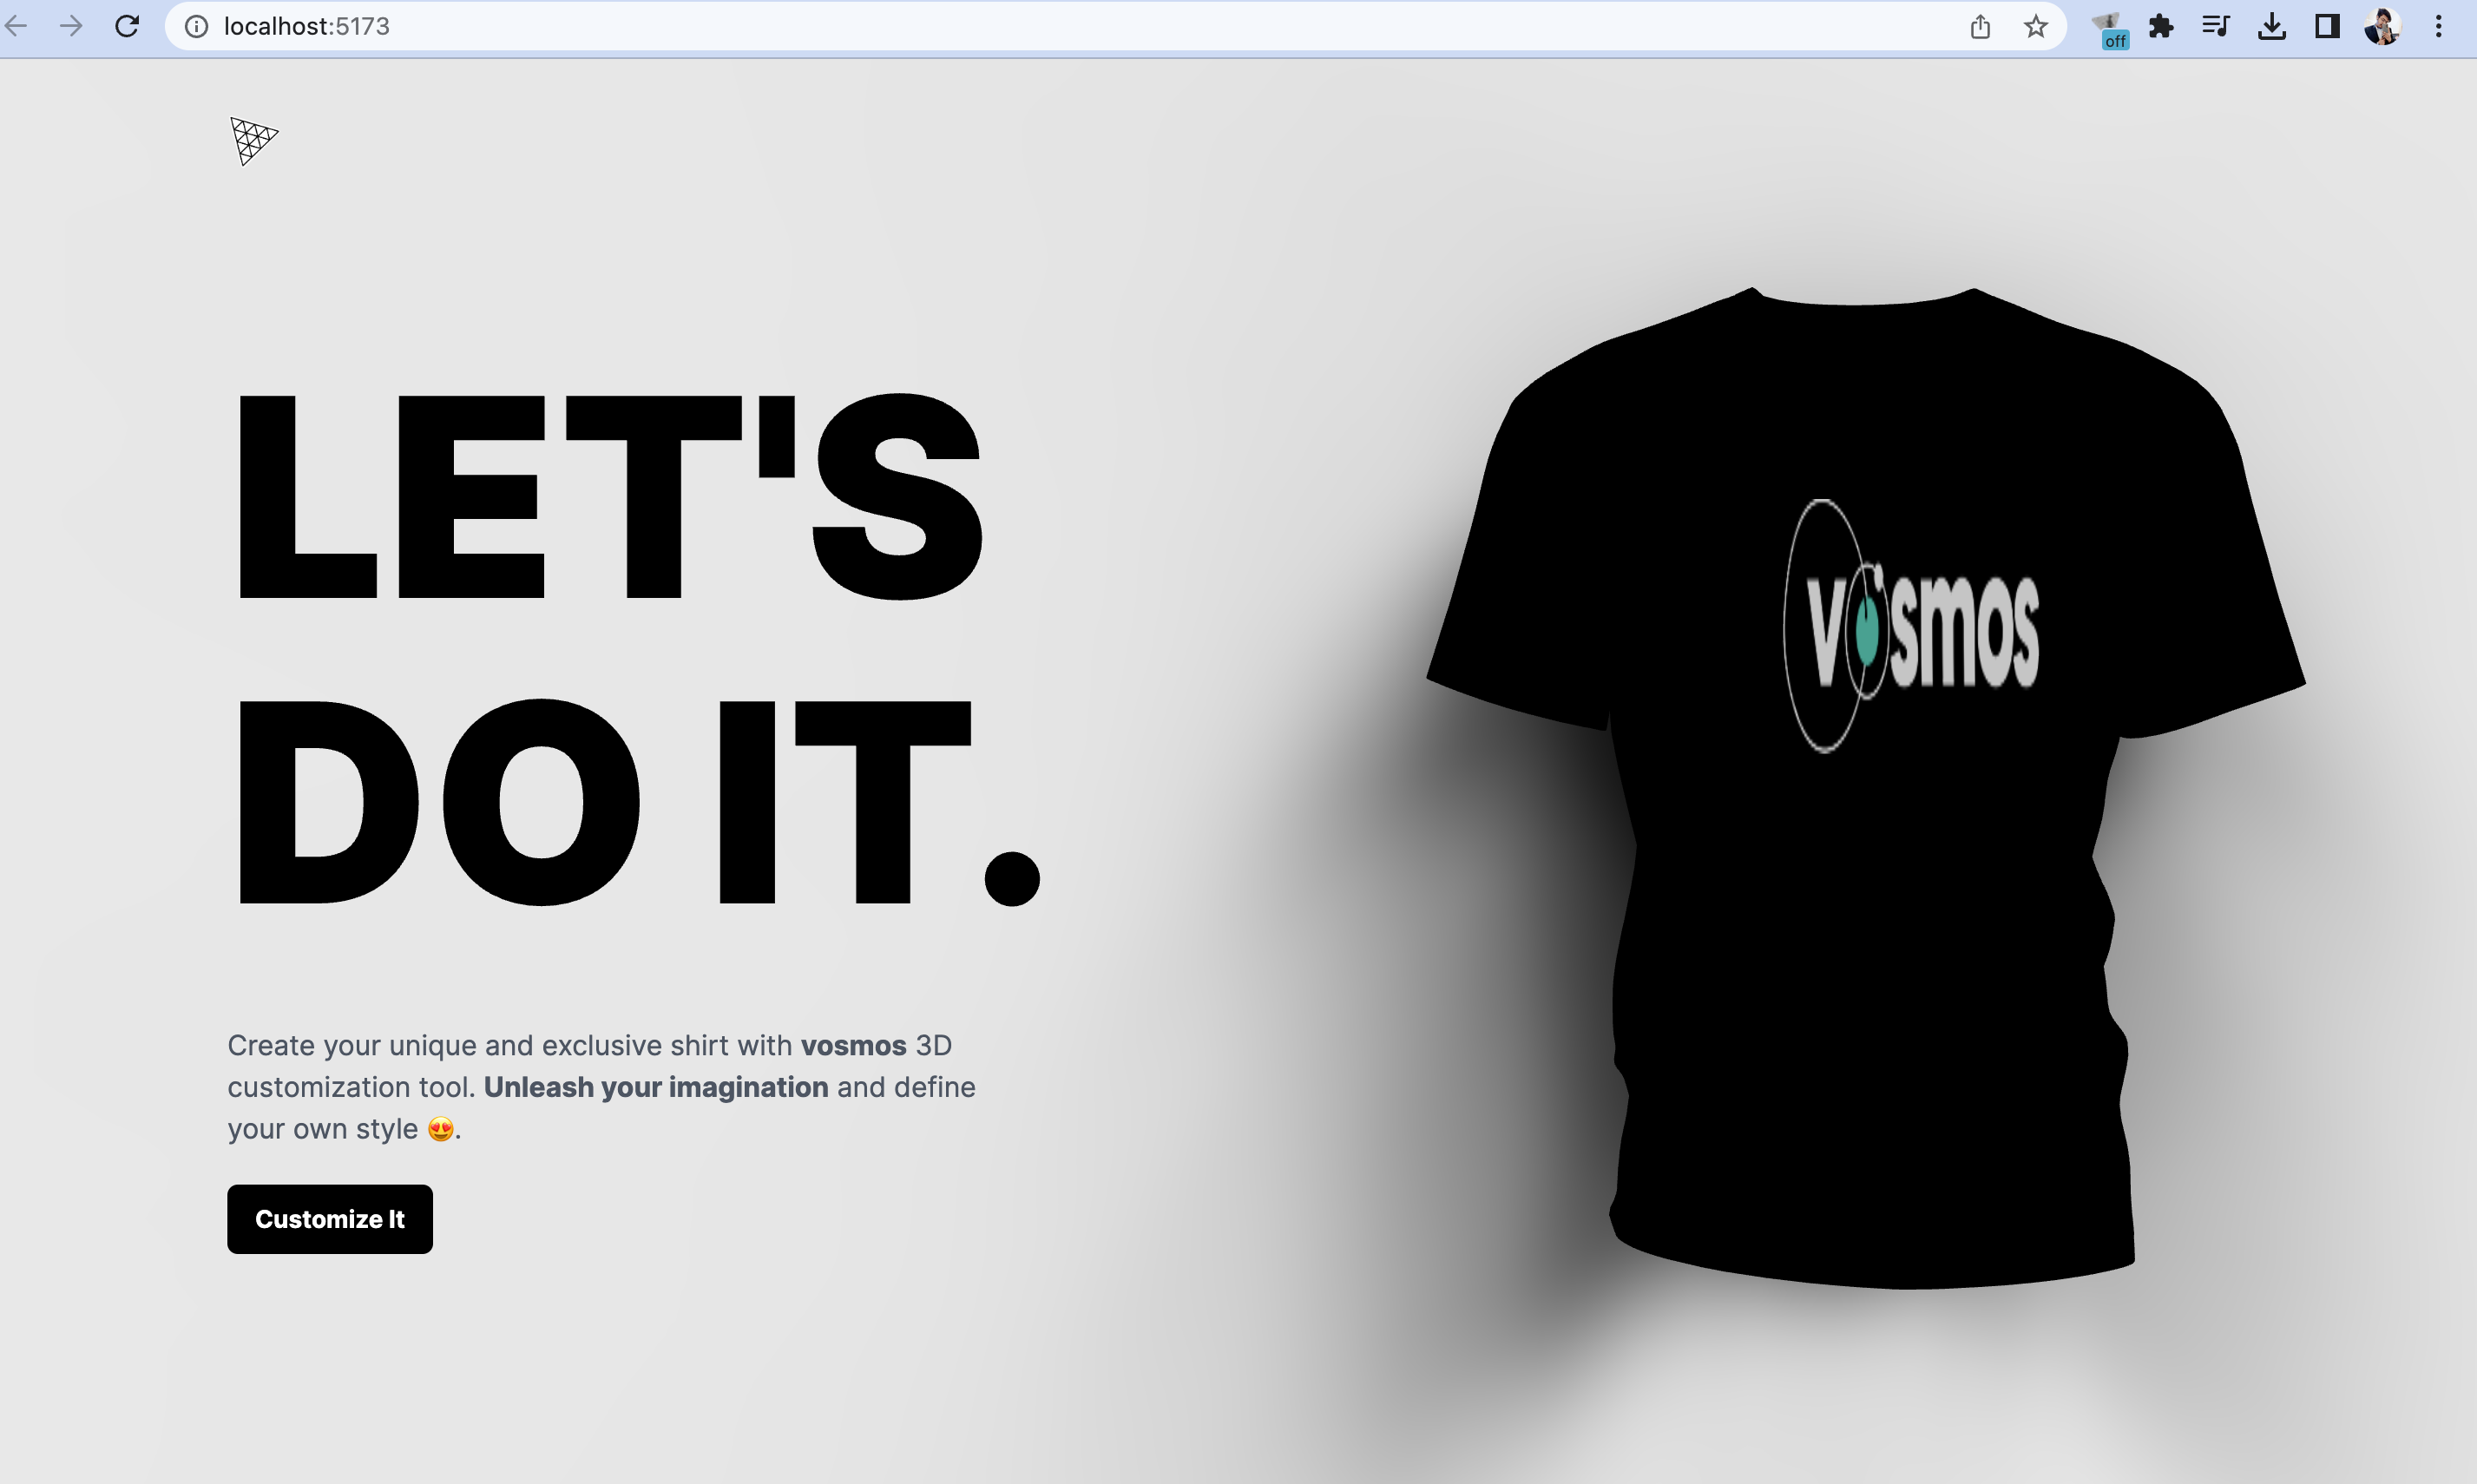 localhost:5173
off
LET'S
DO IT.
vosmos
Create your unique and exclusive shirt with vosmos 3D
customization tool. Unleash your imagination and define
your own style 😍.
Customize It